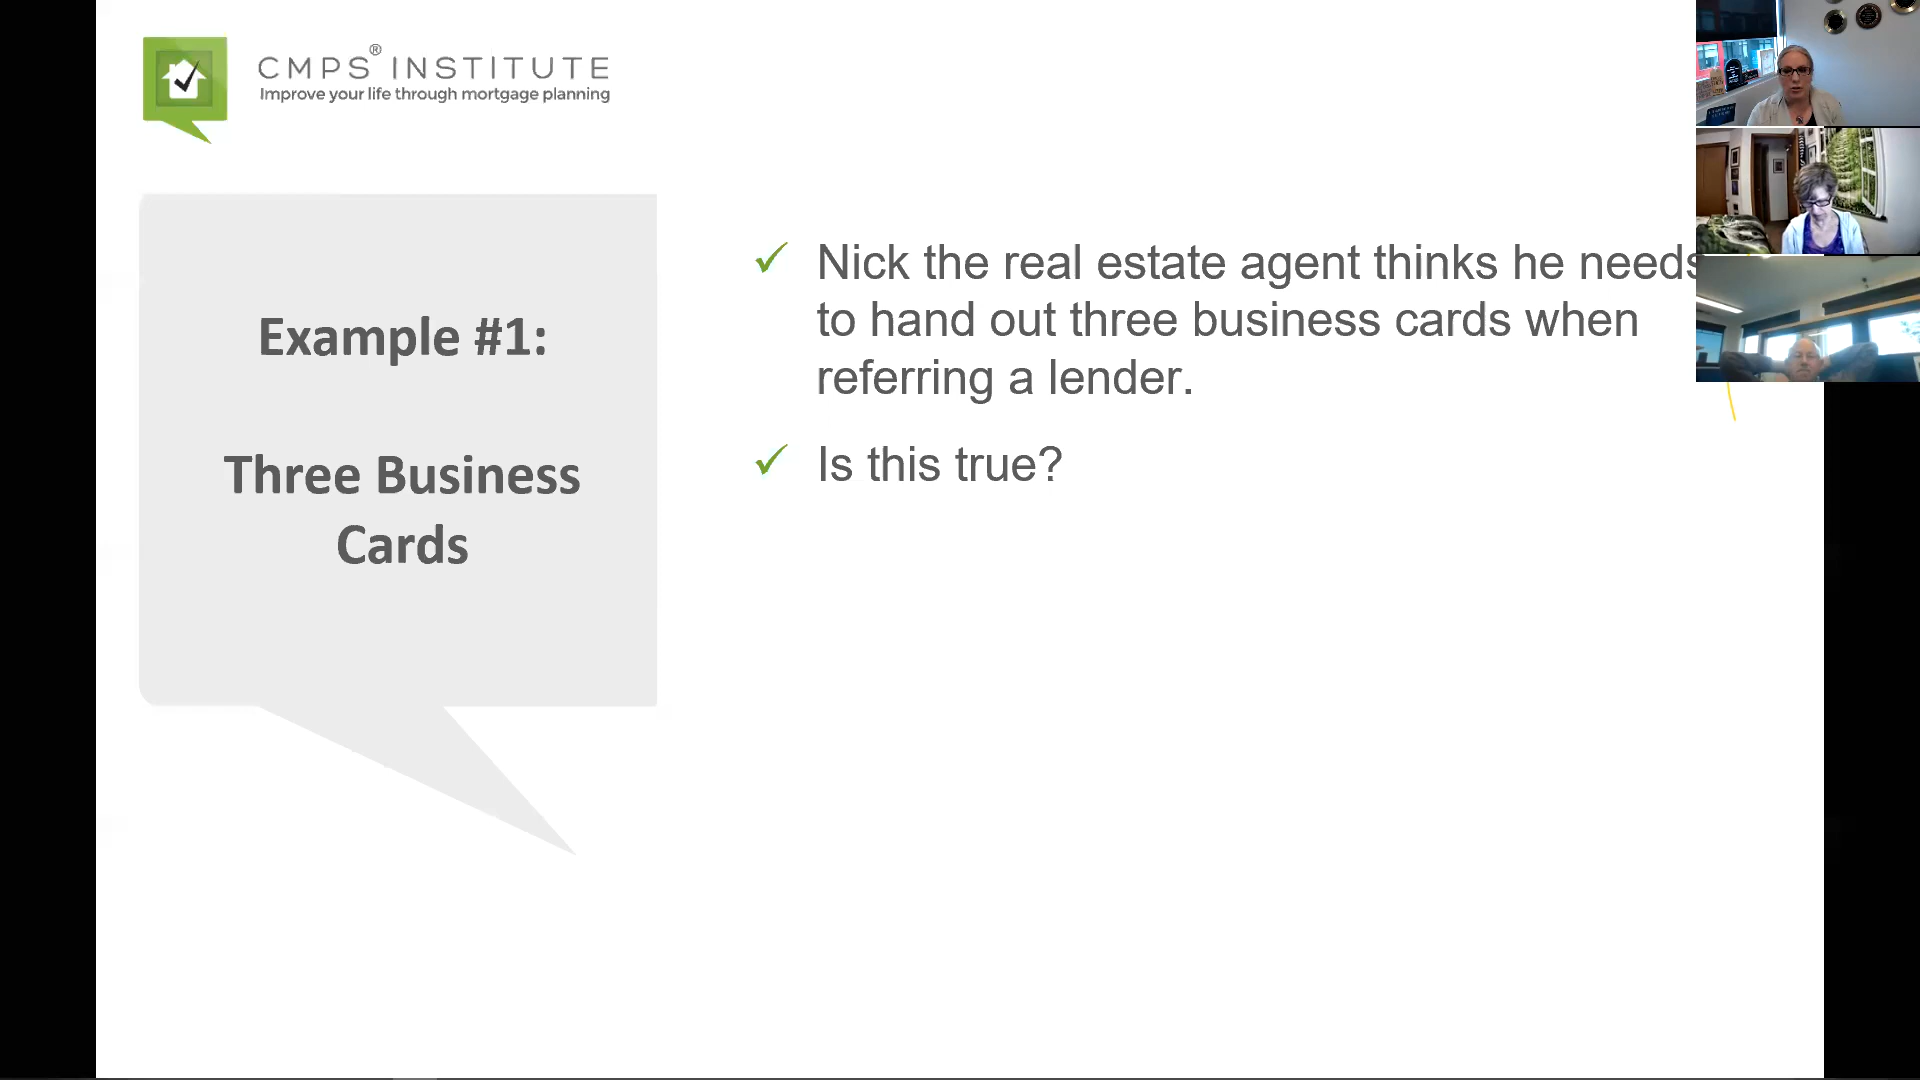 CMPS® INSTITUTE
Improve your life through mortgage planning
Example #1:
Three Business
Cards
Nick the real estate agent thinks he needs
to hand out three business cards when
referring a lender.
Is this true?